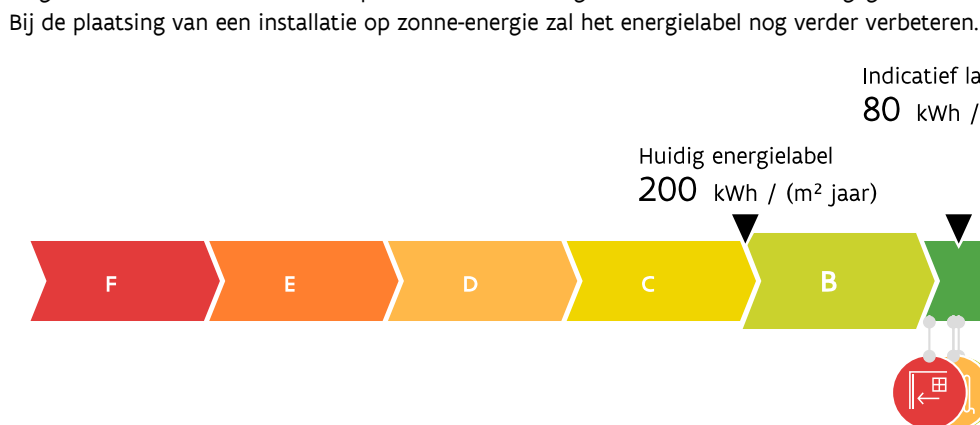 Bij de plaatsing van een installatie op zonne-energie zal het energielabel nog verder verbeteren.
Indicatief
80 kWh /
Huidig energielabel
200 kWh / (m² jaar)
F E D C B